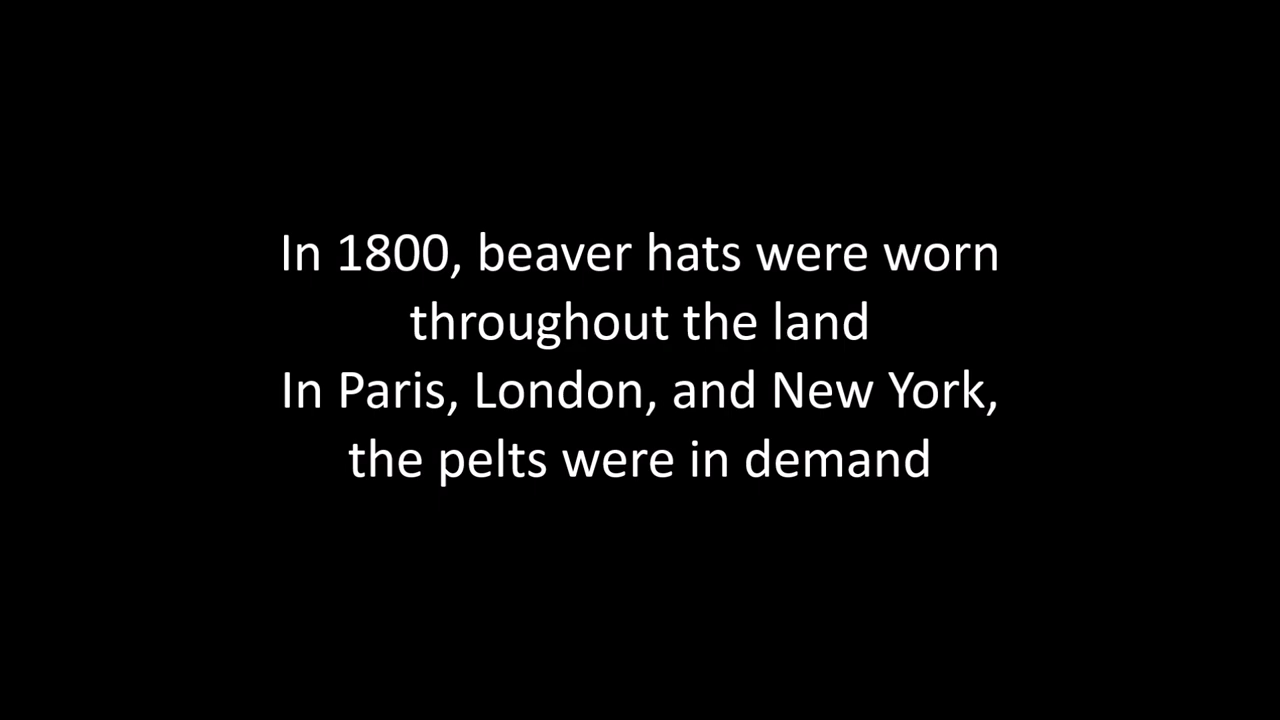 In 1800, beaver hats were worn
throughout the land
In Paris, London, and New York,
the pelts were in demand